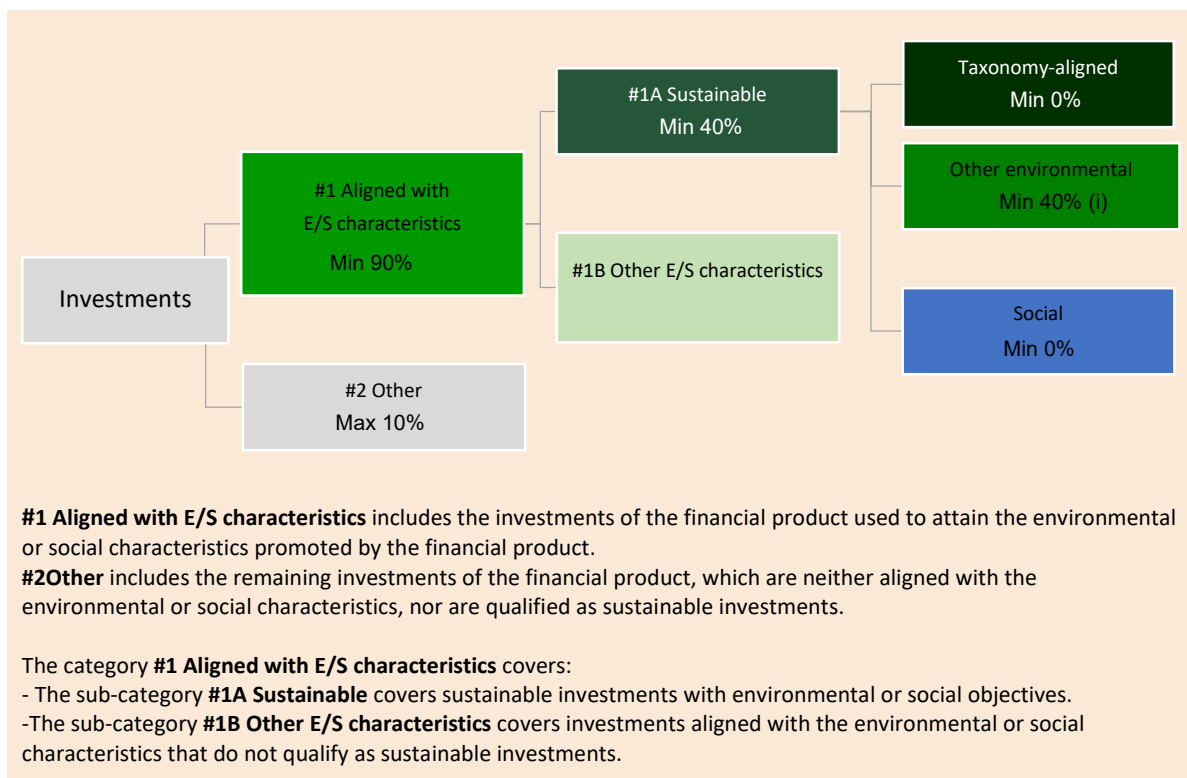 Taxonomy-aligned
Min 0%
#1A Sustainable
Min 40%
Other environmental
Min 40% (i)
#1 Aligned with
E/S characteristics
Min 90%
#1B Other E/S characteristics
Investments
Social
Min 0%
#2 Other
Max 10%
#1 Aligned with E/S characteristics includes the investments of the financial product used to attain the environmental
or social characteristics promoted by the financial product.
#2Other includes the remaining investments of the financial product, which are neither aligned with the
environmental or social characteristics, nor are qualified as sustainable investments.
The category #1 Aligned with E/S characteristics covers:
- The sub-category #1A Sustainable covers sustainable investments with environmental or social objectives.
-The sub-category #1B Other E/S characteristics covers investments aligned with the environmental or social
characteristics that do not qualify as sustainable investments.